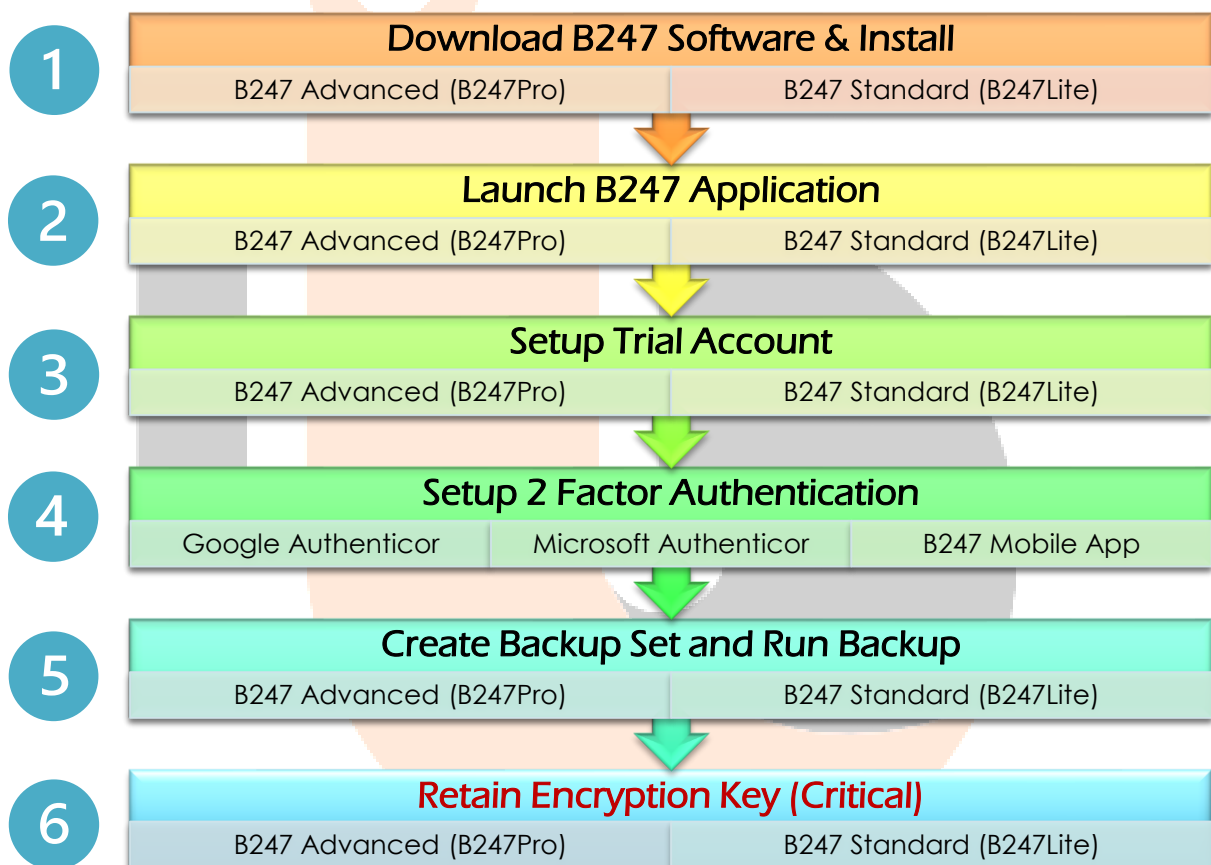 1
Download B247 Software & Install
B247 Advanced (B247Pro) B247 Standard (B247Lite)
2
Launch B247 Application
B247 Advanced (B247Pro) B247 Standard (B247Lite)
3
Setup Trial Account
B247 Advanced (B247Pro) B247 Standard (B247Lite)
4
Setup 2 Factor Authentication
Google Authenticor Microsoft Authenticor B247 Mobile App
5
Create Backup Set and Run Backup
B247 Advanced (B247Pro) B247 Standard (B247Lite)
6
Retain Encryption Key (Critical)
B247 Advanced (B247Pro) B247 Standard (B247Lite)